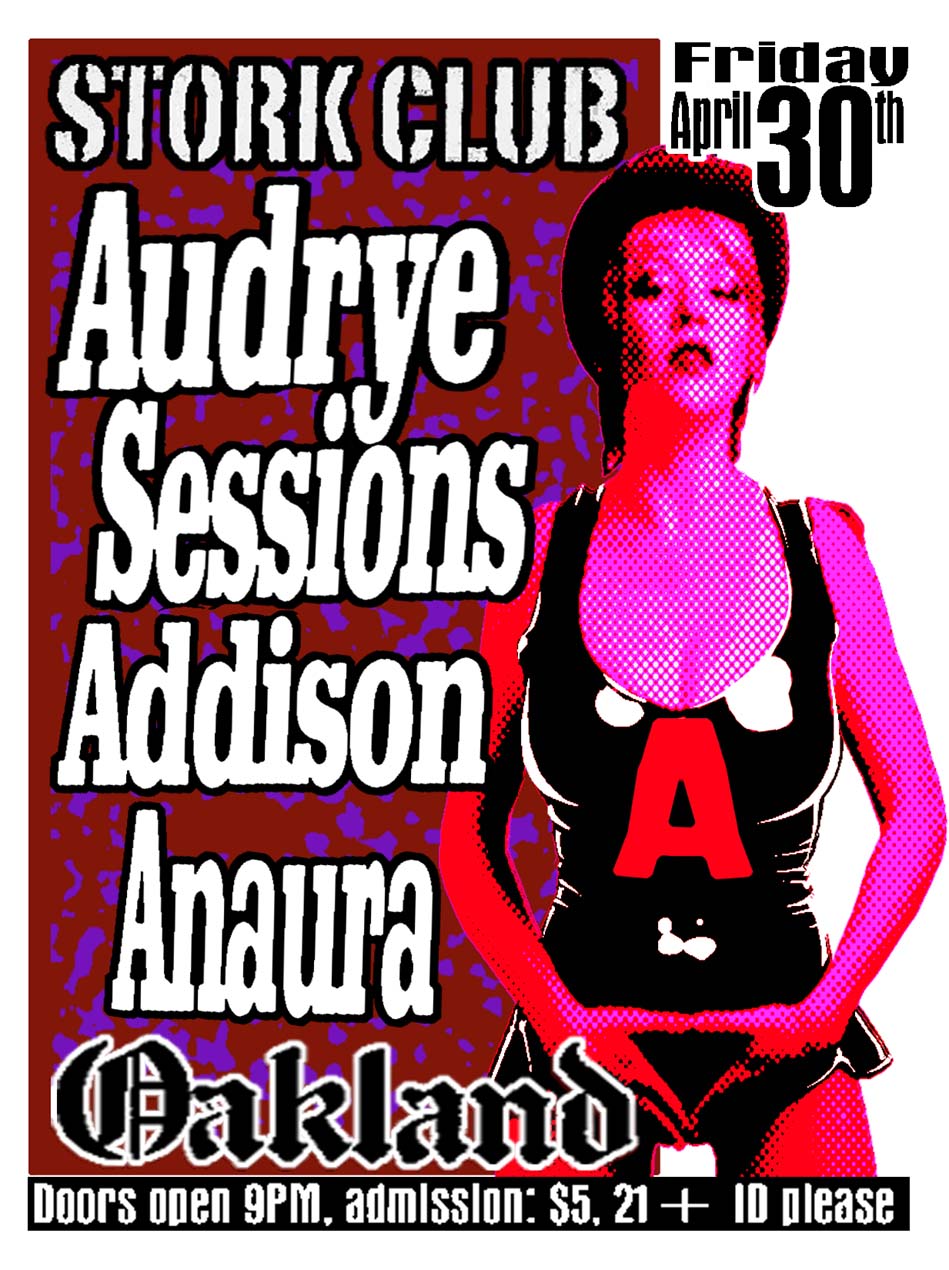 STORK CLUB
Friday
April 30th
Audrye
Sessions
Addison
Anaura
A
Oakland
Doors open 9PM, admission: $5, 21 + ID please